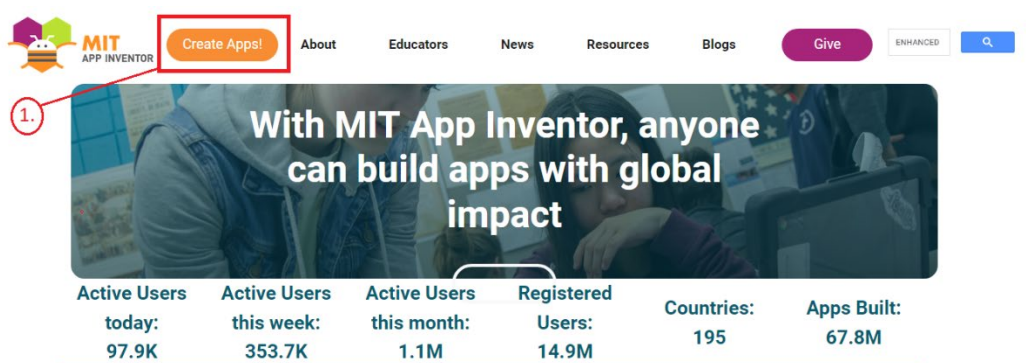 MIT
APP INVENTOR
Create Apps!
About
Educators
News
Resources
Blogs
Give
ENHANCED
1.
With MIT App Inventor, anyone
can build apps with global
impact
Active Users
today:
97.9K
Active Users
this week:
353.7K
Active Users
this month:
1.1M
Registered
Users:
14.9M
Countries:
195
Apps Built:
67.8M